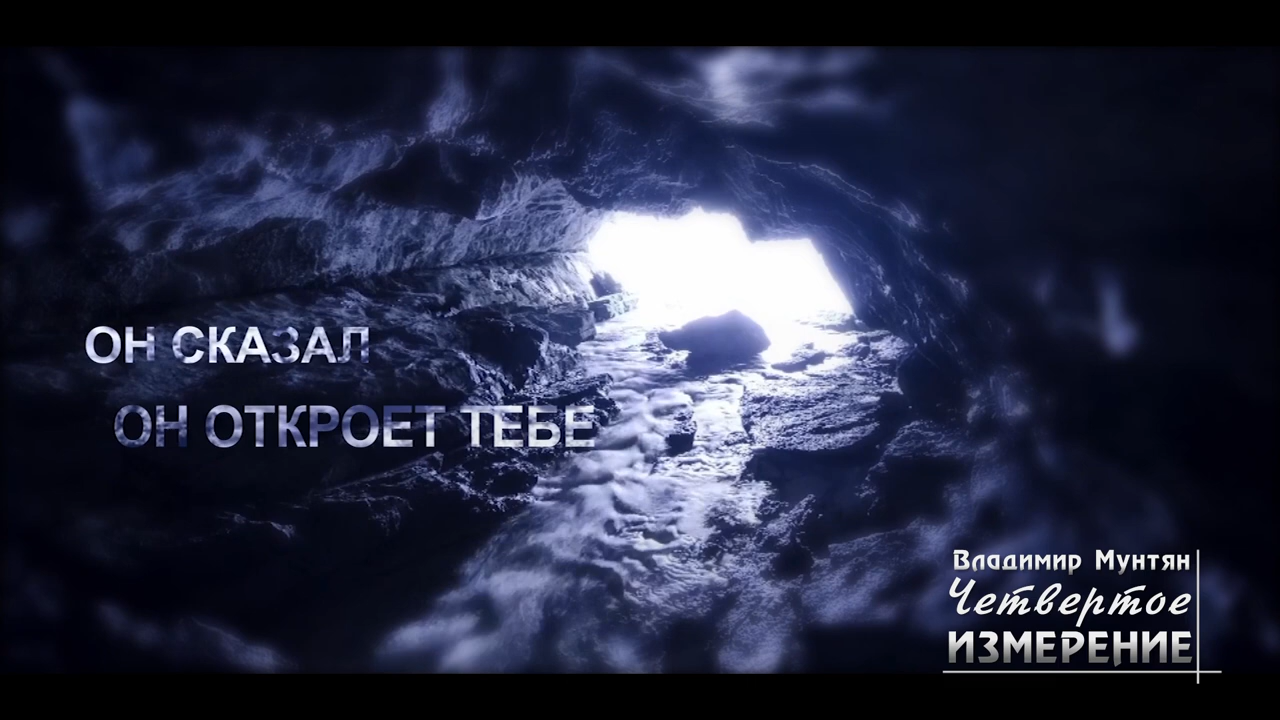 ОН СКАЗАЛ
ОН ОТКРОЕТ ТЕБЕ
Владимир Мунтян
Четвертое
ИЗМЕРЕНИЕ